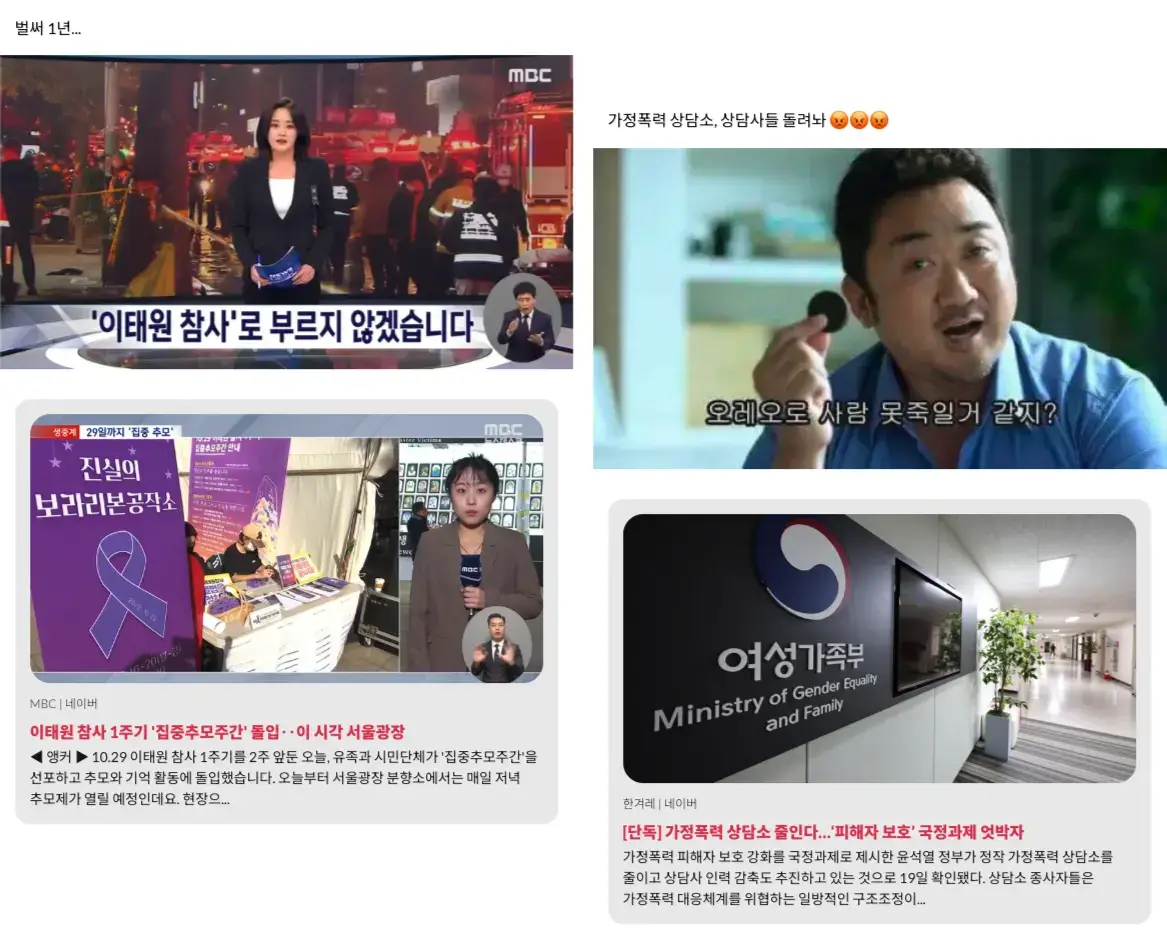 벌써 1년...
MBC
'이태원 참사'로 부르지 않겠습니다
생중계 29일까지 '집중 추모'
MBC
진실의
보라리본공작소
집중추모주간 안내
MBC | 네이버
이태원 참사 1주기 '집중추모주간' 돌입‥이 시각 서울광장
◀ 앵커 ▶ 10.29 이태원 참사 1주기를 2주 앞둔 오늘, 유족과 시민단체가 '집중추모주간'을
선포하고 추모와 기억 활동에 돌입했습니다. 오늘부터 서울광장 분향소에서는 매일 저녁
추모제가 열릴 예정인데요. 현장으...
가정폭력 상담소, 상담사들 돌려놔 😡😡😡
오레오로 사람 못죽일거 같지?
여성가족부
Ministry of Gender Equality
and Family
한겨레 | 네이버
[단독] 가정폭력 상담소 줄인다...'피해자 보호' 국정과제 엇박자
가정폭력 피해자 보호 강화를 국정과제로 제시한 윤석열 정부가 정작 가정폭력 상담소를
줄이고 상담사 인력 감축도 추진하고 있는 것으로 19일 확인됐다. 상담소 종사자들은
가정폭력 대응체계를 위협하는 일방적인 구조조정이...